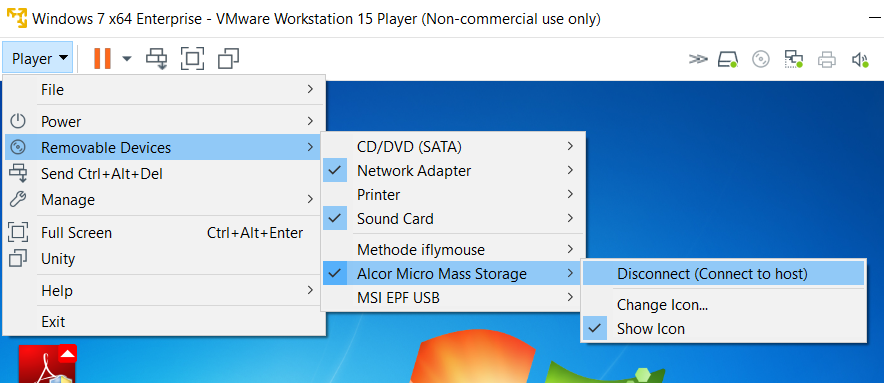 Windows 7 x64 Enterprise - VMware Workstation 15 Player (Non-commercial use only)
Player
File
Power
Removable Devices
Send Ctrl+Alt+Del
Manage
Full Screen Ctrl+Alt+Enter
Unity
Help
Exit
CD/DVD (SATA)
Network Adapter
Printer
Sound Card
Methode iflymouse
Alcor Micro Mass Storage
MSI EPF USB
Disconnect (Connect to host)
Change Icon...
Show Icon